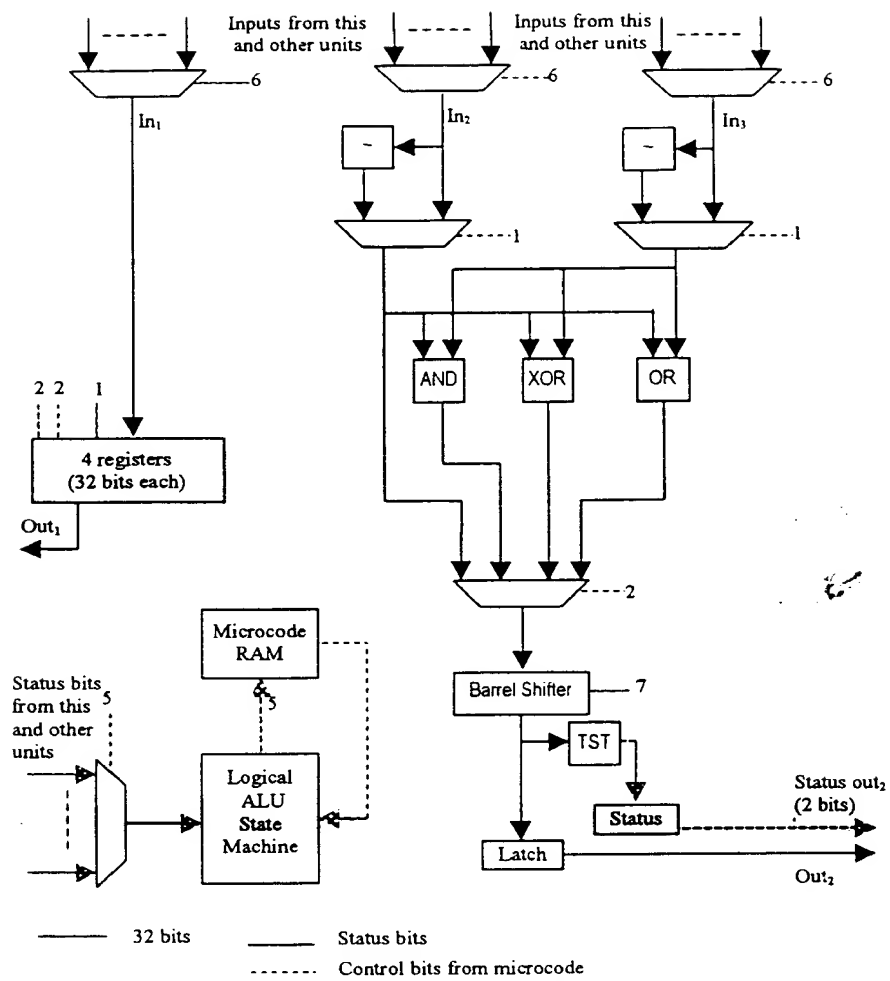 Inputs from this
and other units
Inputs from this
and other units
6
6
6
In₁
In₂
In₃
~
~
1
1
AND
XOR
OR
2
2
1
4 registers
(32 bits each)
Out₁
2
Microcode
RAM
Barrel Shifter
7
Status bits
from this
and other
units
5
5
TST
Logical
ALU
State
Machine
Status
Status out₂
(2 bits)
Latch
Out₂
32 bits
Status bits
Control bits from microcode